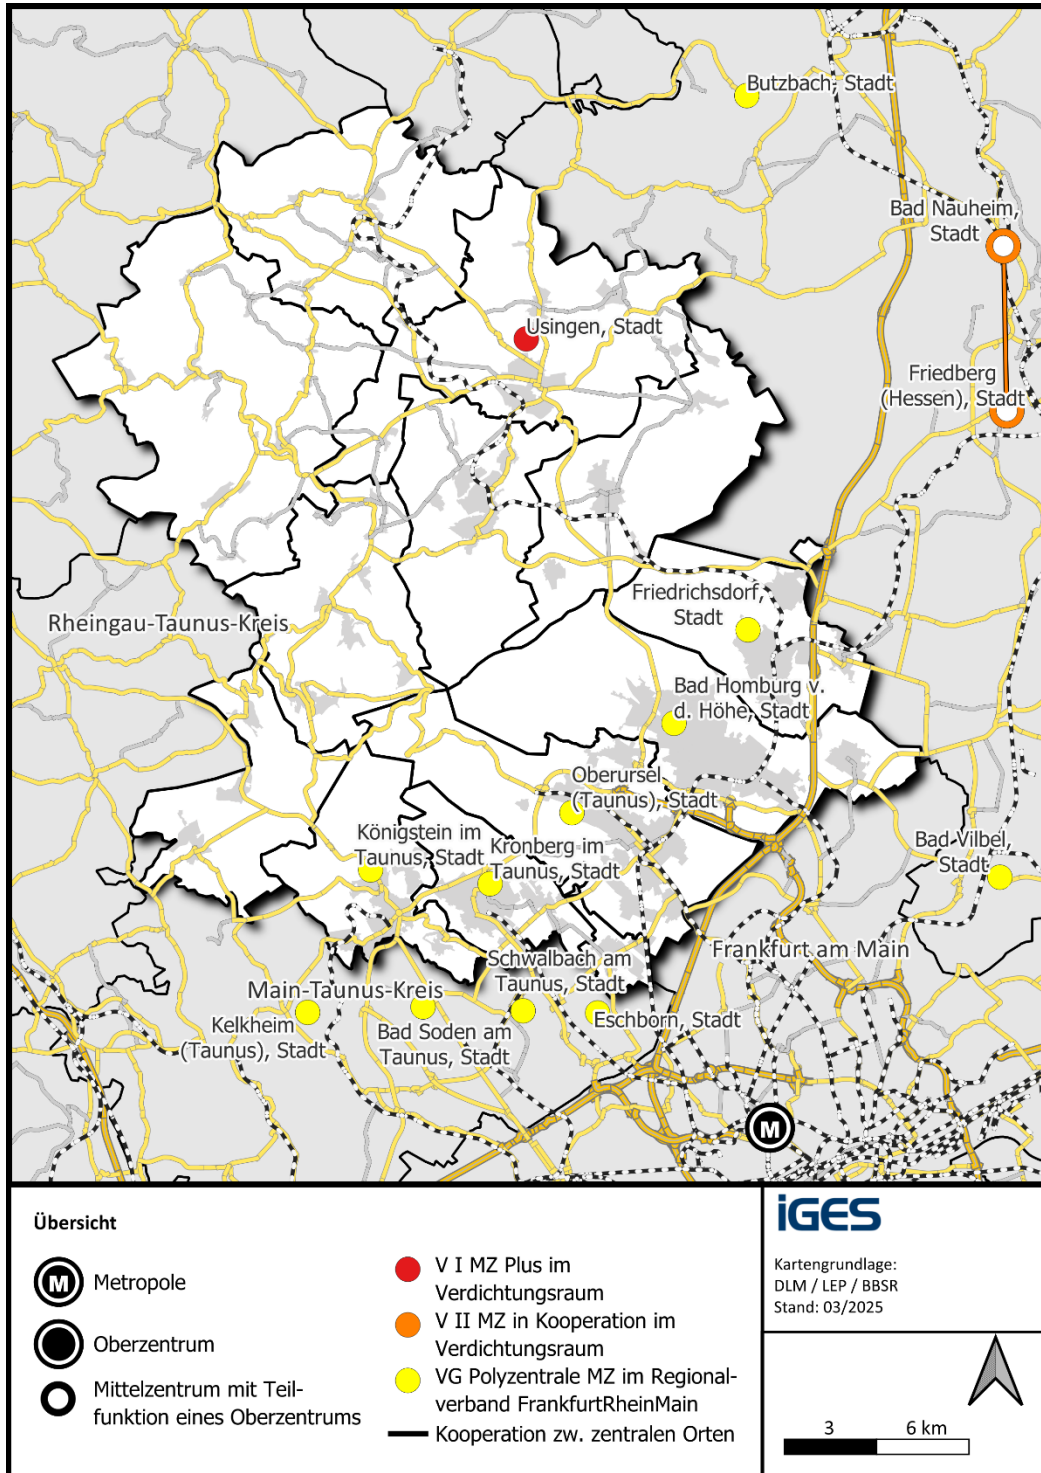 Butzbach, Stadt
Bad Nauheim,
Stadt
Usingen, Stadt
Friedberg
(Hessen), Stadt
Friedrichsdorf,
Stadt
Rheingau-Taunus-Kreis
Bad Homburg v.
d. Höhe, Stadt
Oberursel
(Taunus), Stadt
Königstein im
Taunus, Stadt
Kronberg im
Taunus, Stadt
Bad Vilbel,
Stadt
Frankfurt am Main
Schwalbach am
Taunus, Stadt
Main-Taunus-Kreis
Kelkheim
(Taunus), Stadt
Bad Soden am
Taunus, Stadt
Eschborn, Stadt
M
Übersicht
M
Metropole
Oberzentrum
Mittelzentrum mit Teil-
funktion eines Oberzentrums
V I MZ Plus im
Verdichtungsraum
V II MZ in Kooperation im
Verdichtungsraum
VG Polyzentrale MZ im Regional-
verband FrankfurtRheinMain
Kooperation zw. zentralen Orten
iGES
Kartengrundlage:
DLM / LEP / BBSR
Stand: 03/2025
3 6 km